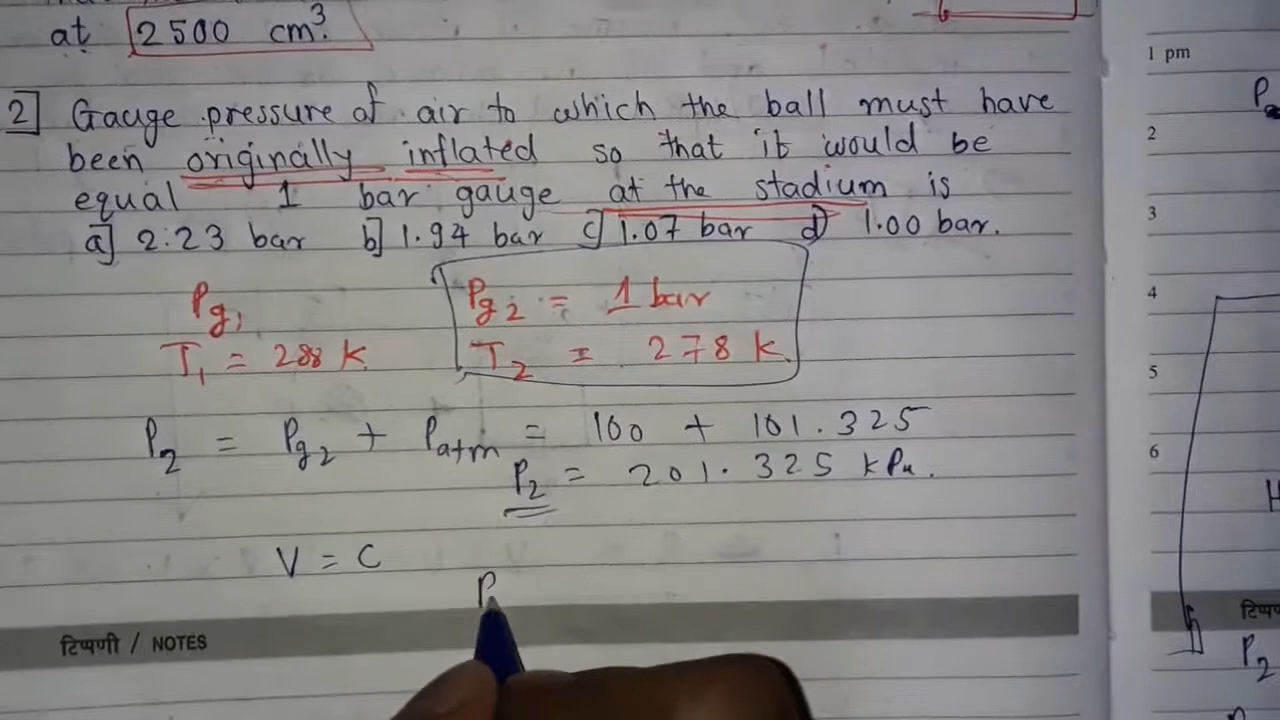 at 2500 cm³.
2] Gauge pressure of air to which the ball must have
been originally inflated so that it would be
equal 1 bar gauge at the stadium is
a] 2.23 bar b] 1.94 bar c] 1.07 bar d] 1.00 bar.
Pg₁
Pg₂ = 1 bar
T₁ = 288 K
T₂ = 278 K.
P₂ = Pg₂ + Patm = 100 + 101.325
P₂ = 201.325 kPa.
V = C
P
टिप्पणी / NOTES
1 pm
2
3
4
5
6
H
P₂